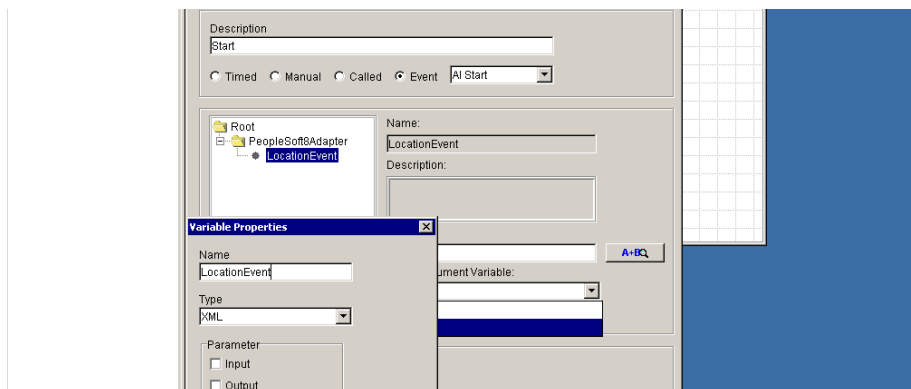 Description
Start
Timed Manual Called Event AI Start
Root
PeopleSoft8Adapter
LocationEvent
Name:
LocationEvent
Description:
Variable Properties
Name
LocationEvent
Type
XML
Parameter
Input
Output
A+B
ument Variable: